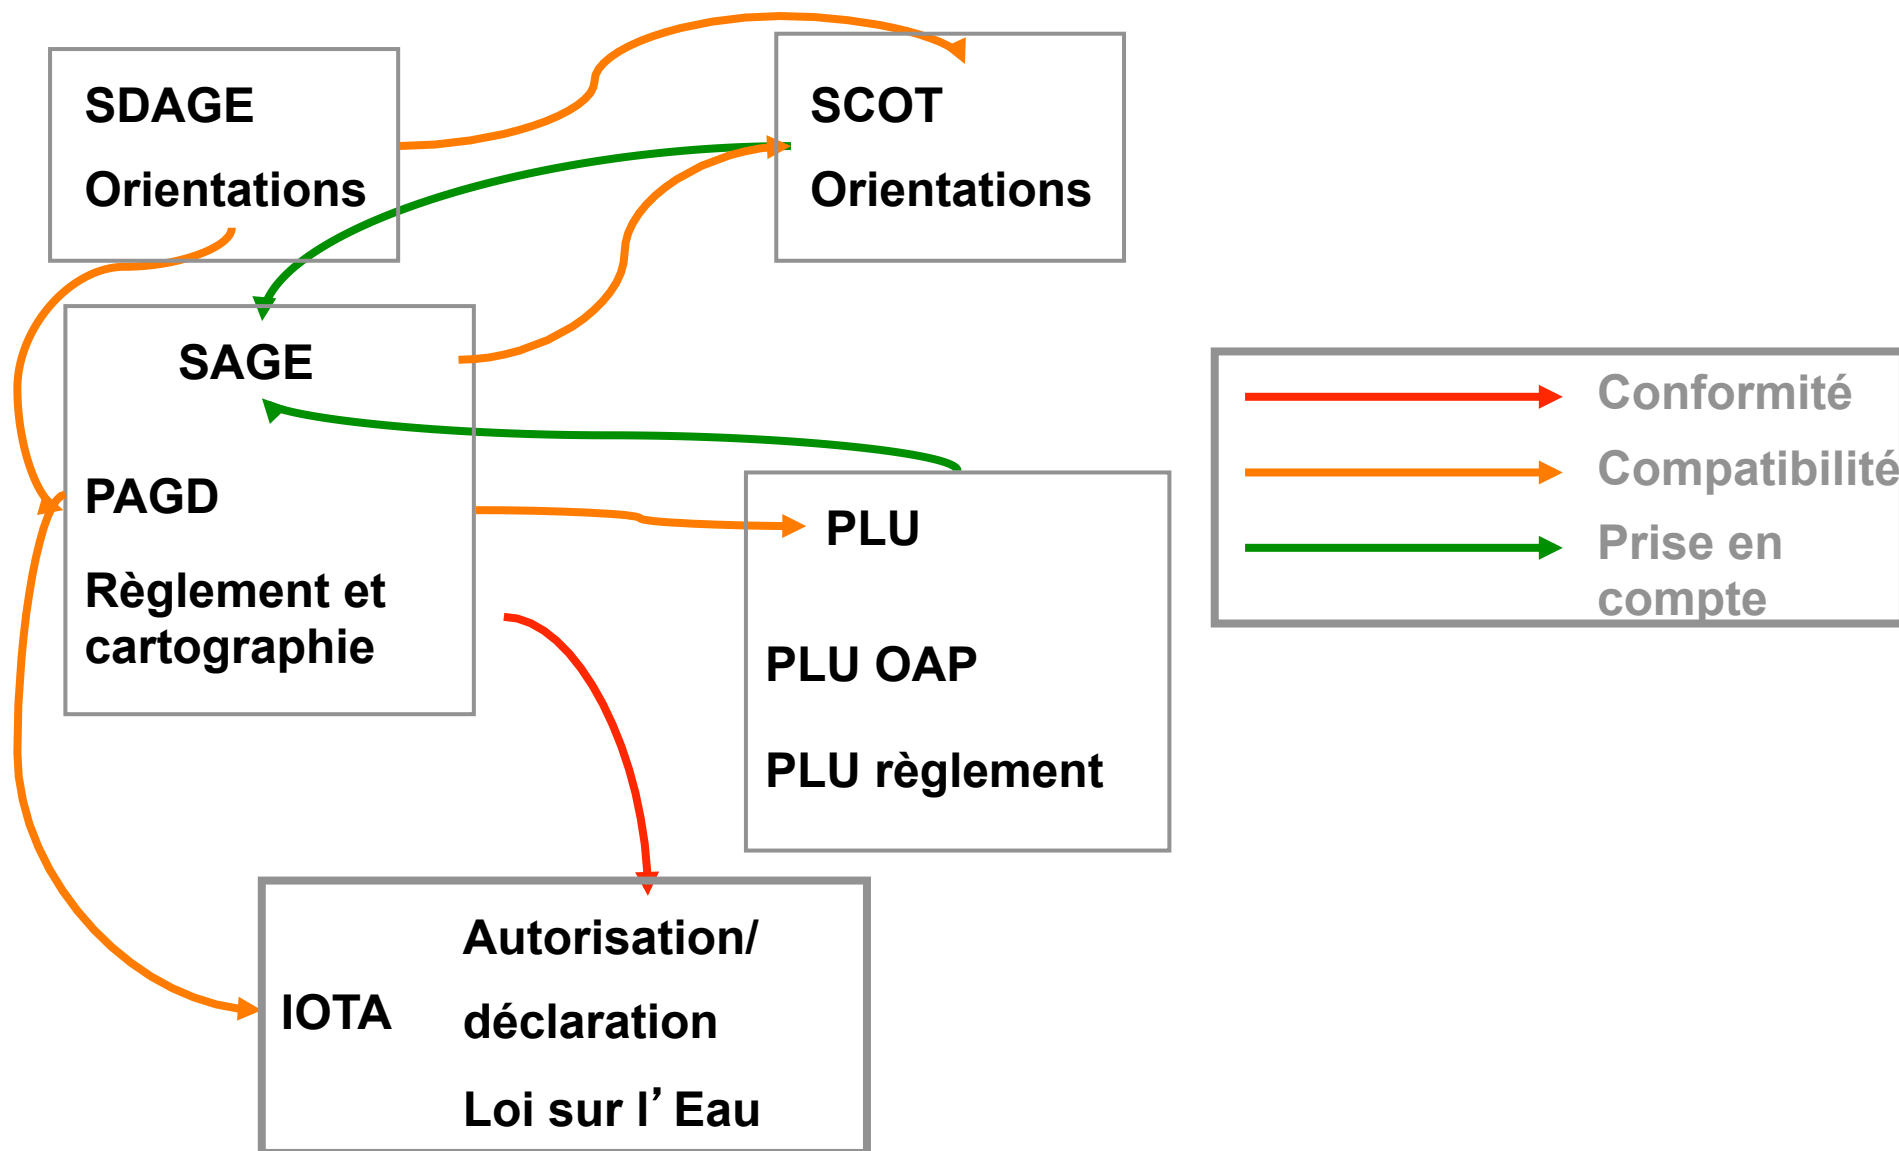 SDAGE
Orientations
SCOT
Orientations
SAGE
PAGD
Règlement et
cartographie
PLU
PLU OAP
PLU règlement
Conformité
Compatibilité
Prise en
compte
IOTA
Autorisation/
déclaration
Loi sur l’ Eau